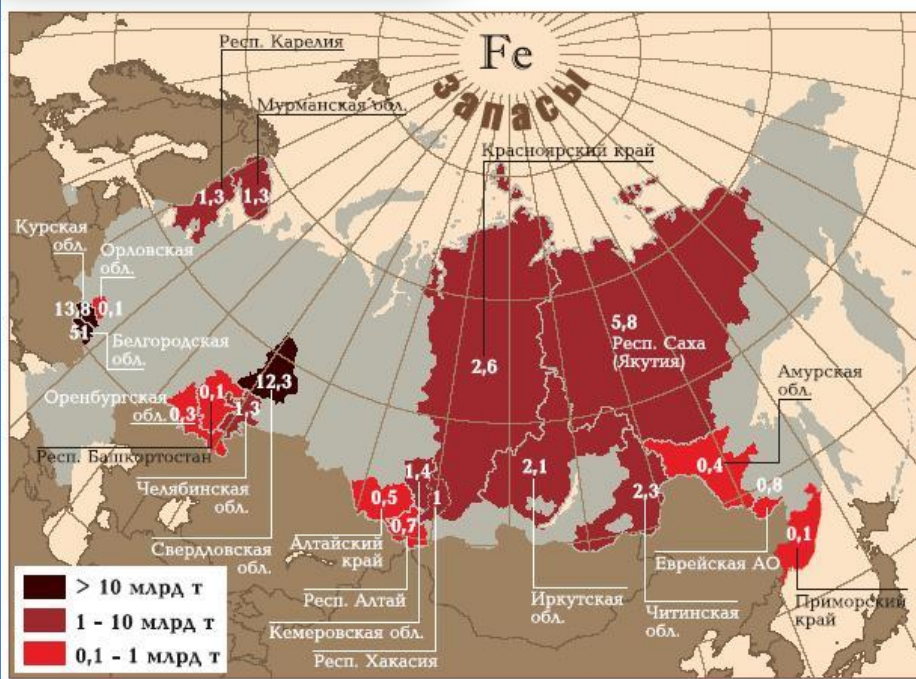 Fe
запасы
Респ. Карелия
Мурманская обл.
Красноярский край
1,3
1,3
Курская
обл.
Орловская
обл.
13,8
0,1
51
Белгородская
обл.
5,8
Респ. Саха
(Якутия)
2,6
Амурская
обл.
12,3
0,1
Оренбургская
обл.
0,3
1,3
Респ. Башкортостан
Челябинская
обл.
Свердловская
обл.
1,4
2,1
0,4
0,5
1
2,3
0,8
0,7
0,1
Алтайский
край
Еврейская АО
Респ. Алтай
Иркутская
обл.
Читинская
обл.
Приморский
край
Кемеровская обл.
Респ. Хакасия
> 10 млрд т
1 - 10 млрд т
0,1 - 1 млрд т